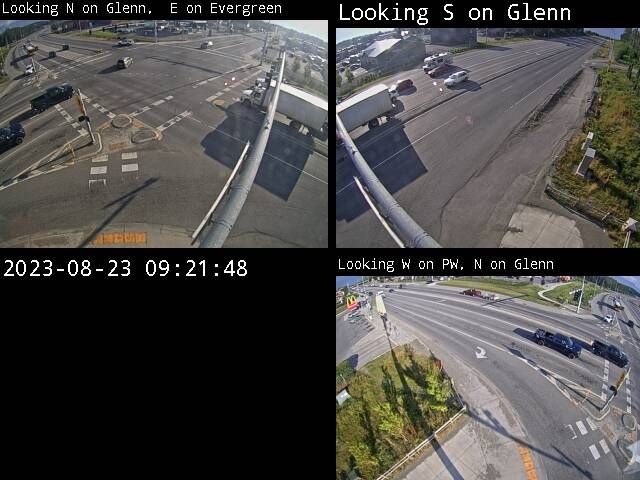 Looking N on Glenn,  E on Evergreen
Looking S on Glenn
2023-08-23 09:21:48
Looking W on PW, N on Glenn